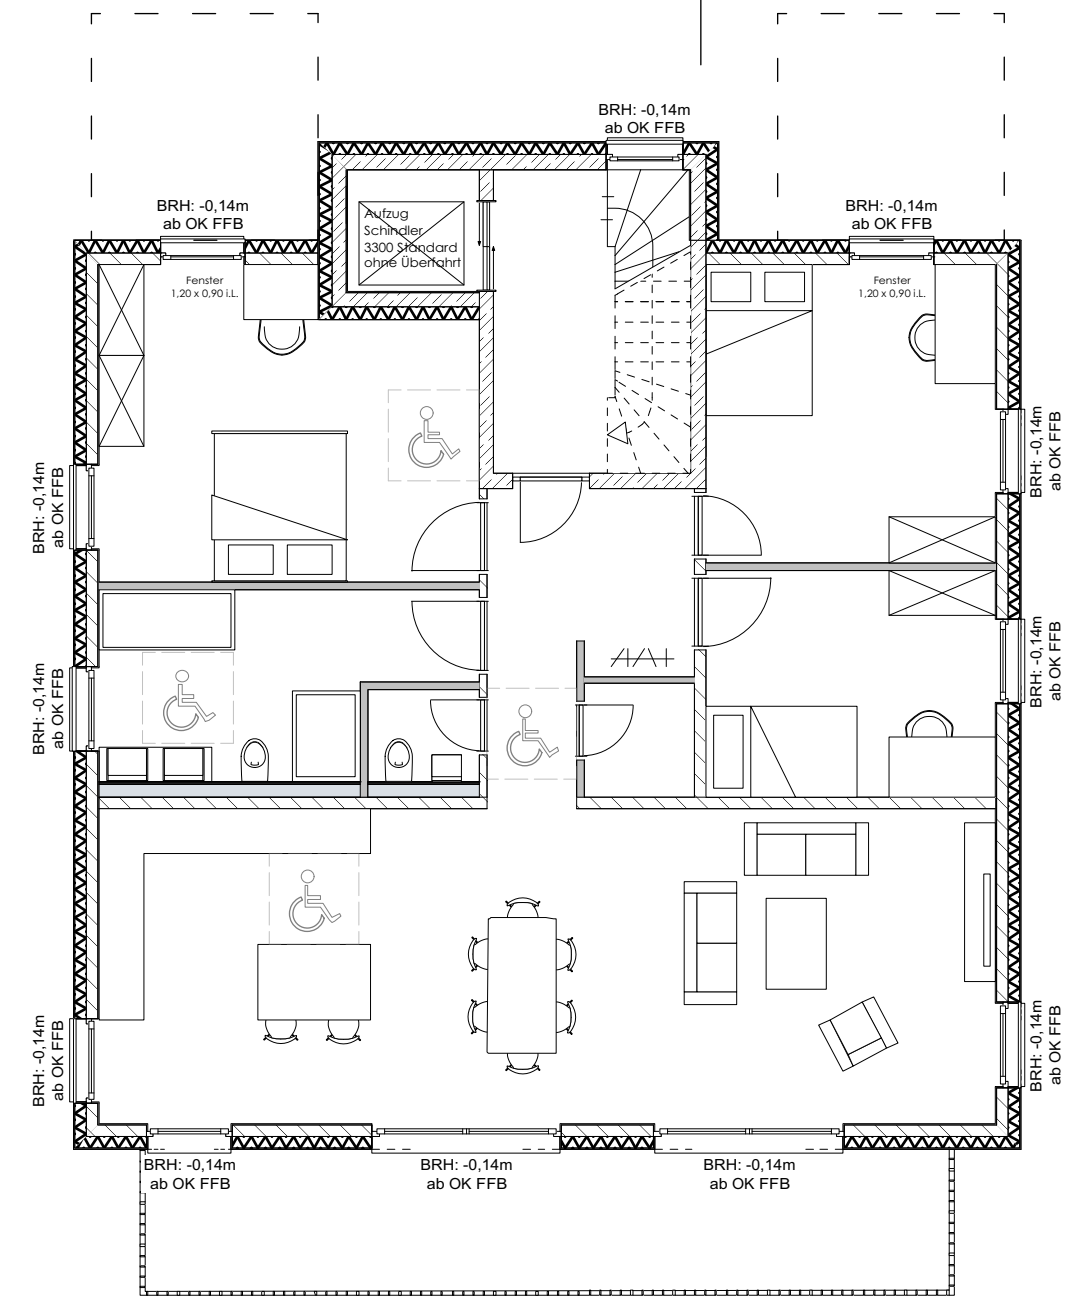 BRH: -0,14m
ab OK FFB
BRH: -0,14m
ab OK FFB
BRH: -0,14m
ab OK FFB
Aufzug
Schindler
3300 Standard
ohne Überfahrt
Fenster
1,20 x 0,90 i.L.
Fenster
1,20 x 0,90 i.L.
BRH: -0,14m
ab OK FFB
BRH: -0,14m
ab OK FFB
BRH: -0,14m
ab OK FFB
BRH: -0,14m
ab OK FFB
BRH: -0,14m
ab OK FFB
BRH: -0,14m
ab OK FFB
BRH: -0,14m
ab OK FFB
BRH: -0,14m
ab OK FFB
BRH: -0,14m
ab OK FFB